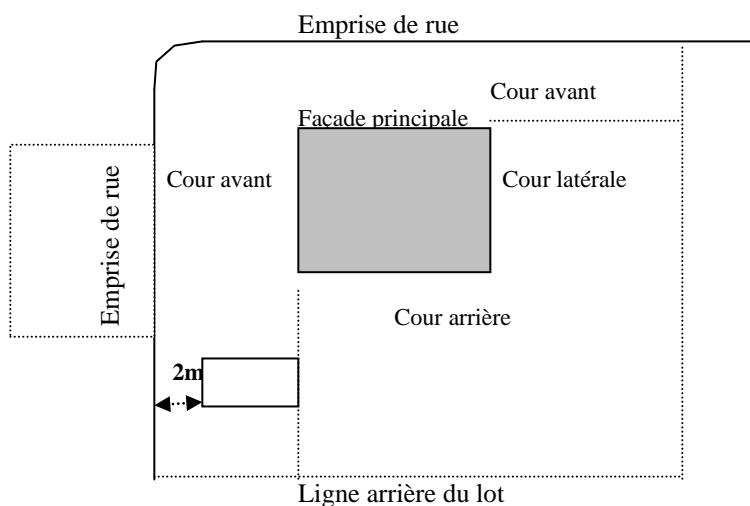 Emprise de rue
Cour avant
Façade principale
Cour avant
Cour latérale
Emprise de rue
Cour arrière
2m
Ligne arrière du lot